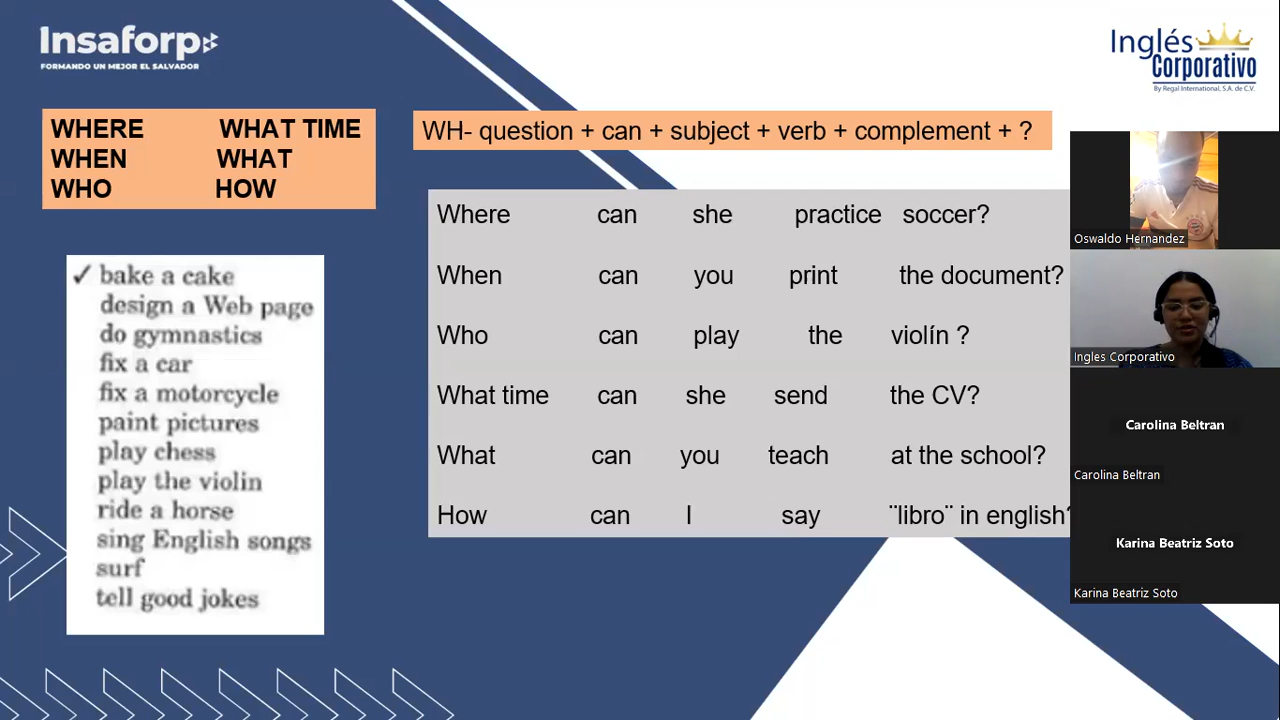 Insaforp
FORMANDO UN MEJOR EL SALVADOR
Inglés
Corporativo
By Regal International, S.A. de C.V.
WHERE WHAT TIME
WHEN WHAT
WHO HOW
WH- question + can + subject + verb + complement + ?
✓ bake a cake
design a Web page
do gymnastics
fix a car
fix a motorcycle
paint pictures
play chess
play the violin
ride a horse
sing English songs
surf
tell good jokes
Where can she practice soccer?
When can you print the document?
Who can play the violín ?
What time can she send the CV?
What can you teach at the school?
How can I say ¨libro¨ in english?
Oswaldo Hernandez
Ingles Corporativo
Carolina Beltran
Carolina Beltran
Karina Beatriz Soto
Karina Beatriz Soto